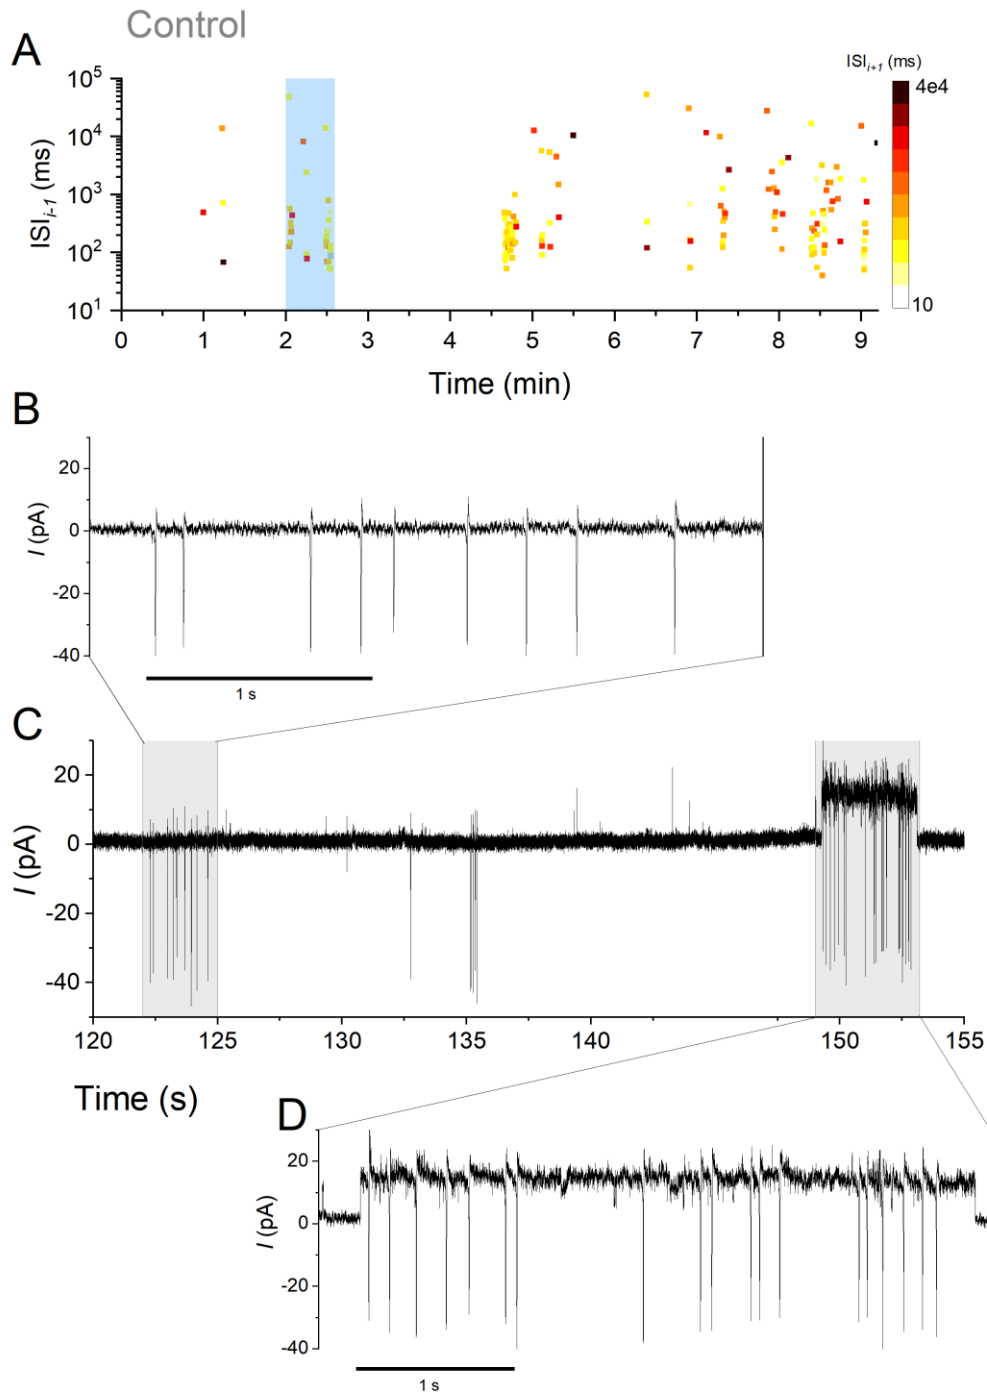 Control
A
ISI_{i+1} (ms)
4e4
10
10^5
10^4
10^3
10^2
10^1
ISI_{i-1} (ms)
0 1 2 3 4 5 6 7 8 9
Time (min)
B
20
0
-20
-40
I (pA)
1 s
C
20
0
-20
-40
I (pA)
120 125 130 135 140 150 155
Time (s)
D
20
0
-20
-40
I (pA)
1 s